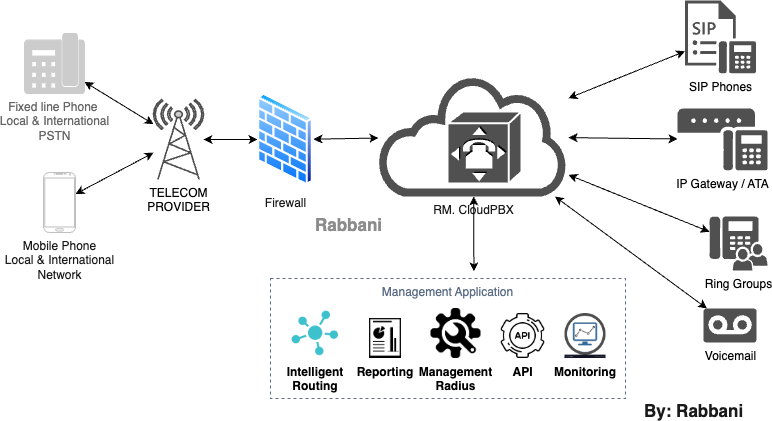 SIP
SIP Phones
Fixed line Phone
Local & International
PSTN
TELECOM
PROVIDER
Firewall
Rabbani
RM. CloudPBX
IP Gateway / ATA
Mobile Phone
Local & International
Network
Ring Groups
Management Application
Intelligent
Routing
Reporting
Management
Radius
API
API
Monitoring
Voicemail
By: Rabbani